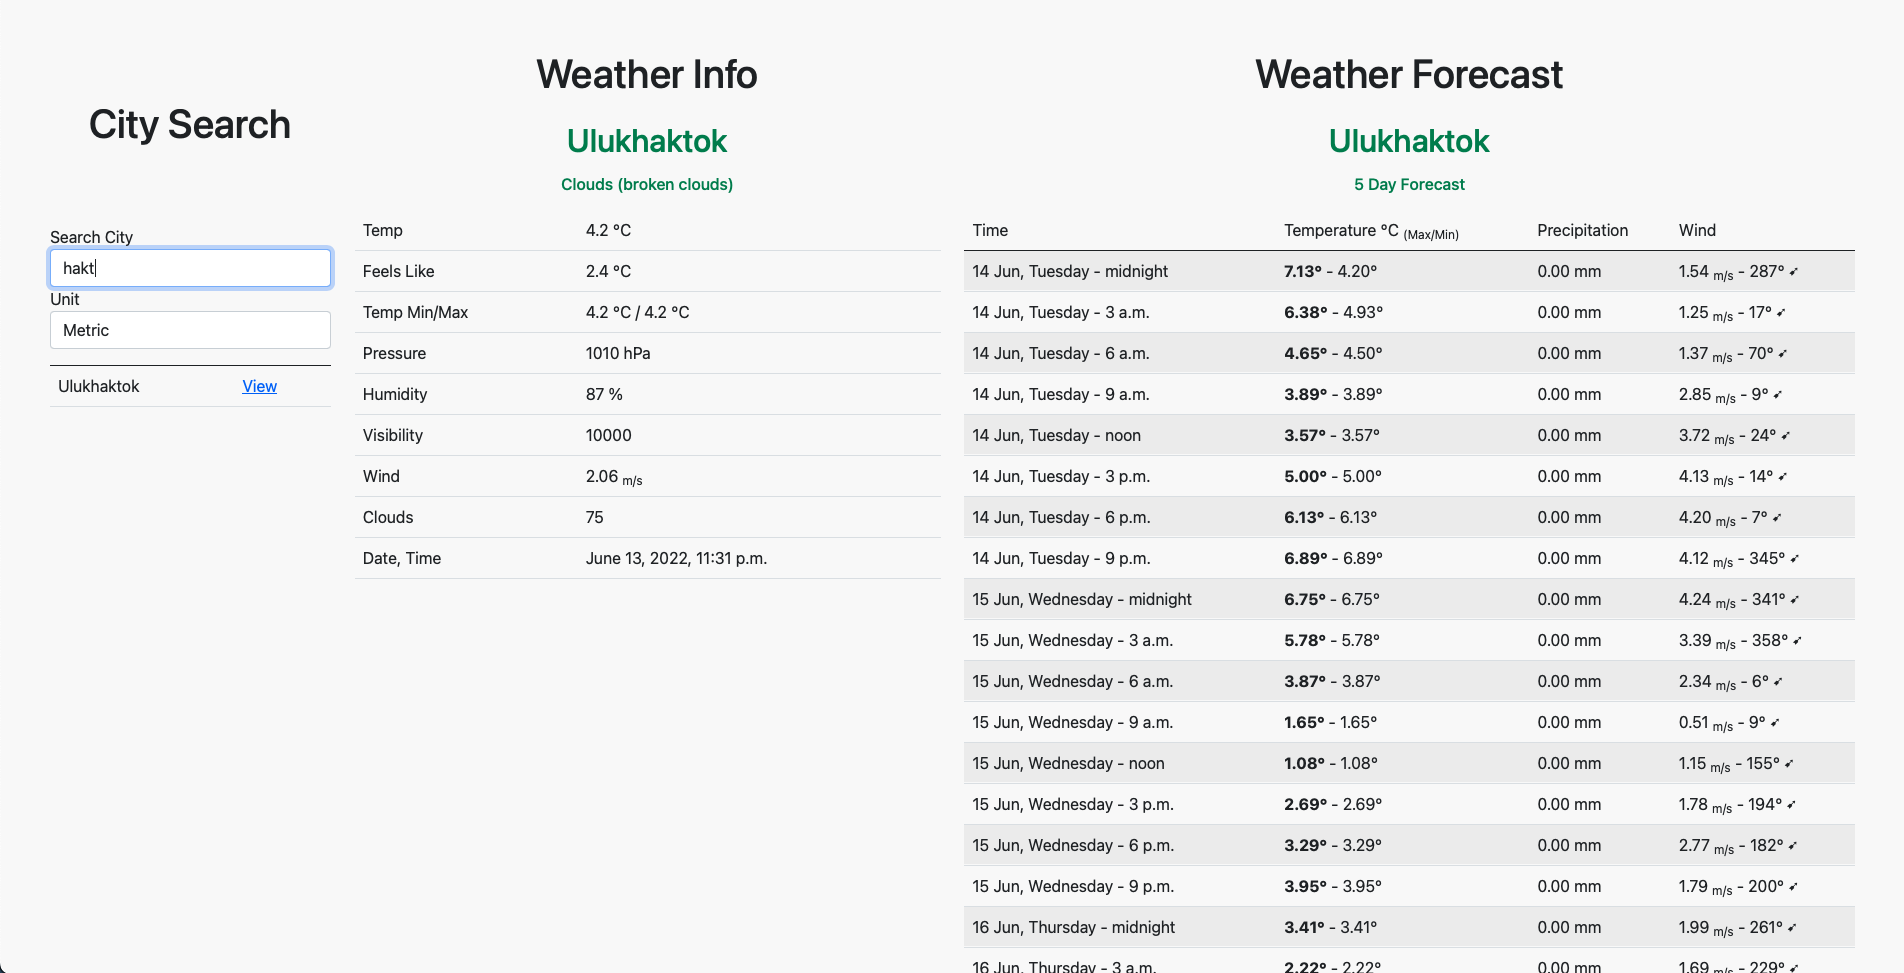 City Search
Search City
hakt
Unit
Metric
Ulukhaktok View
Weather Info
Ulukhaktok
Clouds (broken clouds)
Temp 4.2 °C
Feels Like 2.4 °C
Temp Min/Max 4.2 °C / 4.2 °C
Pressure 1010 hPa
Humidity 87 %
Visibility 10000
Wind 2.06 m/s
Clouds 75
Date, Time June 13, 2022, 11:31 p.m.
Weather Forecast
Ulukhaktok
5 Day Forecast
Time Temperature °C (Max/Min) Precipitation Wind
14 Jun, Tuesday - midnight 7.13° - 4.20° 0.00 mm 1.54 m/s - 287° ➶
14 Jun, Tuesday - 3 a.m. 6.38° - 4.93° 0.00 mm 1.25 m/s - 17° ➶
14 Jun, Tuesday - 6 a.m. 4.65° - 4.50° 0.00 mm 1.37 m/s - 70° ➶
14 Jun, Tuesday - 9 a.m. 3.89° - 3.89° 0.00 mm 2.85 m/s - 9° ➶
14 Jun, Tuesday - noon 3.57° - 3.57° 0.00 mm 3.72 m/s - 24° ➶
14 Jun, Tuesday - 3 p.m. 5.00° - 5.00° 0.00 mm 4.13 m/s - 14° ➶
14 Jun, Tuesday - 6 p.m. 6.13° - 6.13° 0.00 mm 4.20 m/s - 7° ➶
14 Jun, Tuesday - 9 p.m. 6.89° - 6.89° 0.00 mm 4.12 m/s - 345° ➶
15 Jun, Wednesday - midnight 6.75° - 6.75° 0.00 mm 4.24 m/s - 341° ➶
15 Jun, Wednesday - 3 a.m. 5.78° - 5.78° 0.00 mm 3.39 m/s - 358° ➶
15 Jun, Wednesday - 6 a.m. 3.87° - 3.87° 0.00 mm 2.34 m/s - 6° ➶
15 Jun, Wednesday - 9 a.m. 1.65° - 1.65° 0.00 mm 0.51 m/s - 9° ➶
15 Jun, Wednesday - noon 1.08° - 1.08° 0.00 mm 1.15 m/s - 155° ➶
15 Jun, Wednesday - 3 p.m. 2.69° - 2.69° 0.00 mm 1.78 m/s - 194° ➶
15 Jun, Wednesday - 6 p.m. 3.29° - 3.29° 0.00 mm 2.77 m/s - 182° ➶
15 Jun, Wednesday - 9 p.m. 3.95° - 3.95° 0.00 mm 1.79 m/s - 200° ➶
16 Jun, Thursday - midnight 3.41° - 3.41° 0.00 mm 1.99 m/s - 261° ➶
16 Jun, Thursday - 3 a.m. 2.22° - 2.22° 0.00 mm 1.69 m/s - 229° ➶